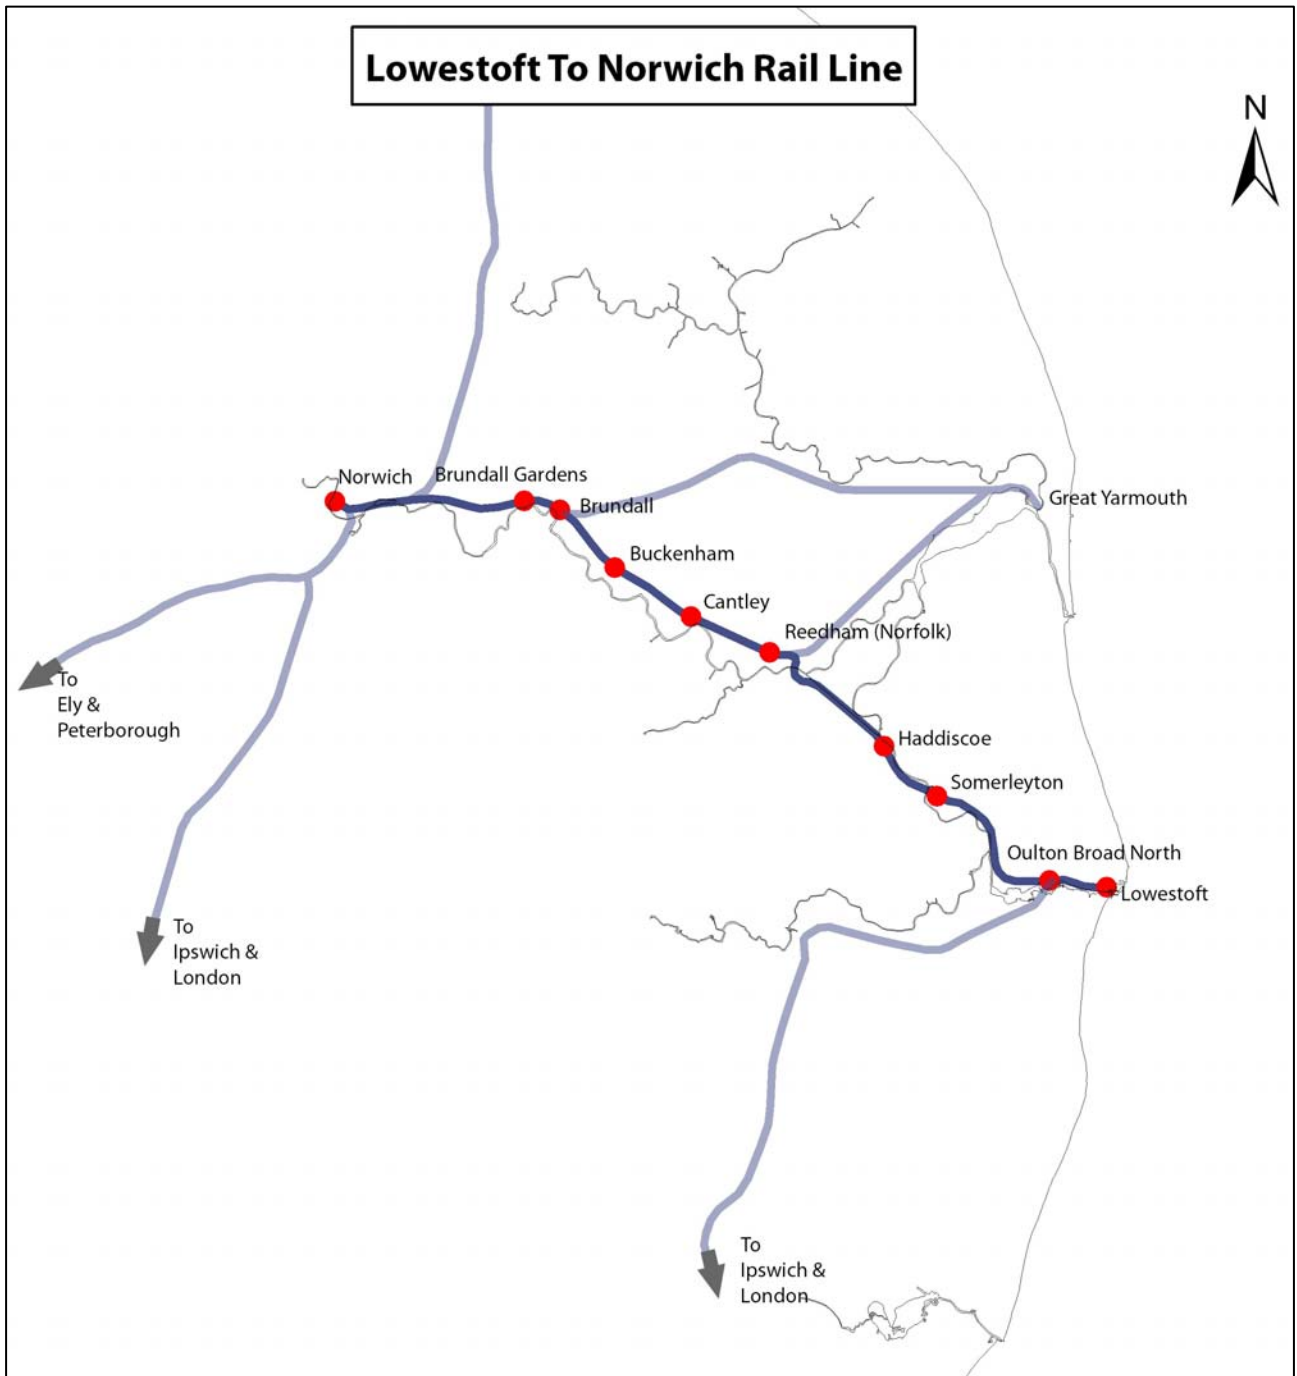 Lowestoft To Norwich Rail Line
N
Norwich
Brundall Gardens
Brundall
Great Yarmouth
Buckenham
Cantley
Reedham (Norfolk)
To
Ely &
Peterborough
Haddiscoe
Somerleyton
Oulton Broad North
Lowestoft
To
Ipswich &
London
To
Ipswich &
London